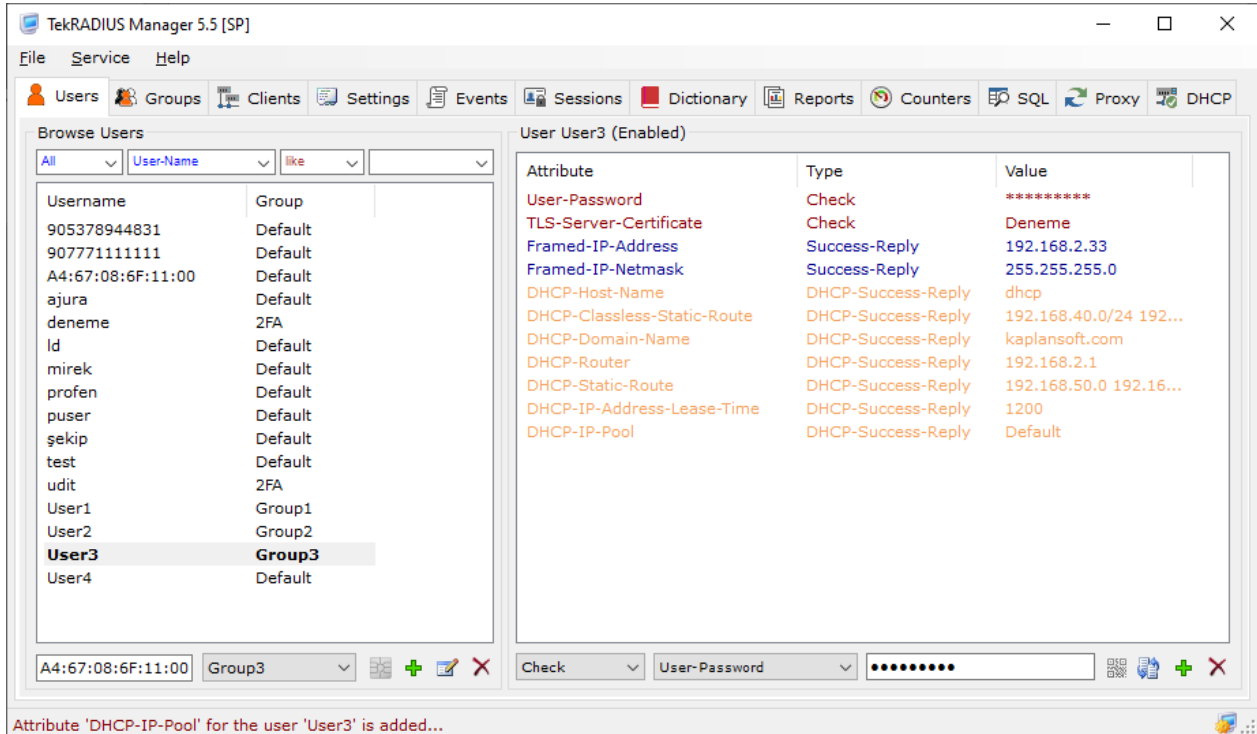 TekRADIUS Manager 5.5 [SP]
File Service Help
Users Groups Clients Settings Events Sessions Dictionary Reports Counters SQL Proxy DHCP
Browse Users
All User-Name like
Username Group
905378944831 Default
907771111111 Default
A4:67:08:6F:11:00 Default
ajura Default
deneme 2FA
ld Default
mirek Default
profen Default
puser Default
şekip Default
test Default
udit 2FA
User1 Group1
User2 Group2
User3 Group3
User4 Default
A4:67:08:6F:11:00 Group3
User User3 (Enabled)
Attribute Type Value
User-Password Check *********
TLS-Server-Certificate Check Deneme
Framed-IP-Address Success-Reply 192.168.2.33
Framed-IP-Netmask Success-Reply 255.255.255.0
DHCP-Host-Name DHCP-Success-Reply dhcp
DHCP-Classless-Static-Route DHCP-Success-Reply 192.168.40.0/24 192...
DHCP-Domain-Name DHCP-Success-Reply kaplansoft.com
DHCP-Router DHCP-Success-Reply 192.168.2.1
DHCP-Static-Route DHCP-Success-Reply 192.168.50.0 192.16...
DHCP-IP-Address-Lease-Time DHCP-Success-Reply 1200
DHCP-IP-Pool DHCP-Success-Reply Default
Check User-Password ●●●●●●●●●
Attribute 'DHCP-IP-Pool' for the user 'User3' is added...